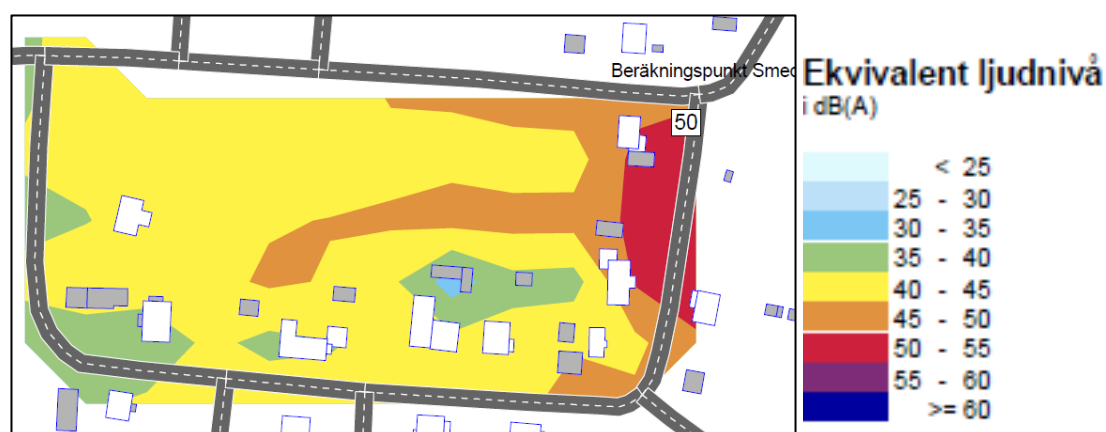 Beräkningspunkt Smed
50
Ekvivalent ljudnivå
i dB(A)
< 25
25 - 30
30 - 35
35 - 40
40 - 45
45 - 50
50 - 55
55 - 60
>= 60